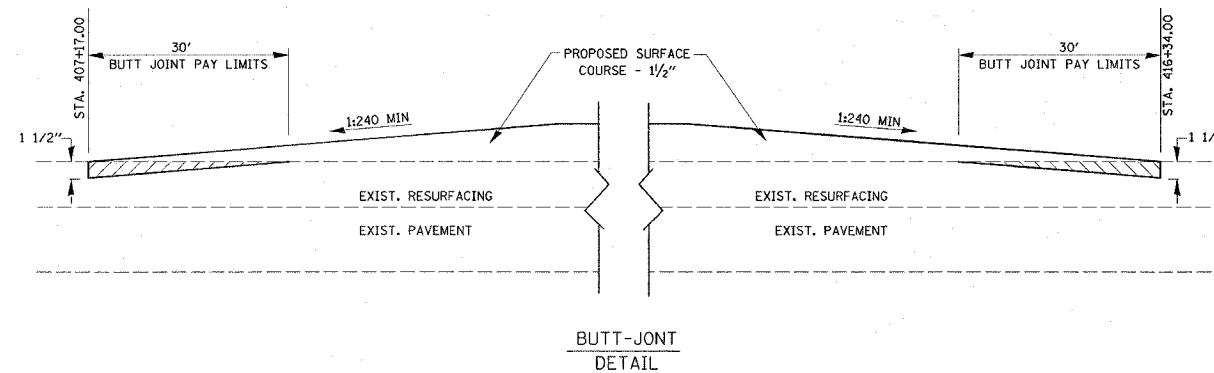 STA. 407+17.00
30'
BUTT JOINT PAY LIMITS
PROPOSED SURFACE
COURSE - 1½"
30'
BUTT JOINT PAY LIMITS
STA. 416+34.00
1 1/2"
1:240 MIN
1:240 MIN
1 1/
EXIST. RESURFACING
EXIST. RESURFACING
EXIST. PAVEMENT
EXIST. PAVEMENT
BUTT-JONT
DETAIL